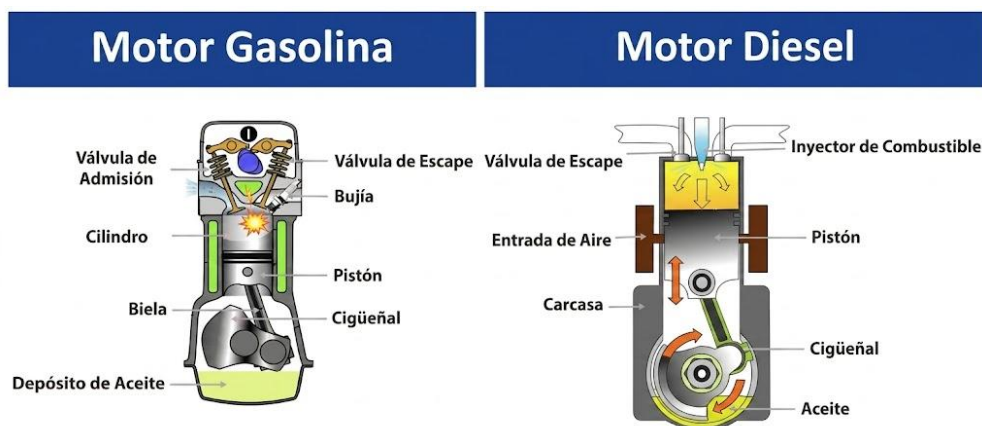 Motor Gasolina
Válvula de
Admisión
Válvula de Escape
Bujía
Cilindro
Pistón
Biela
Cigüeñal
Depósito de Aceite
Motor Diesel
Válvula de Escape
Inyector de Combustible
Entrada de Aire
Pistón
Carcasa
Cigüeñal
Aceite